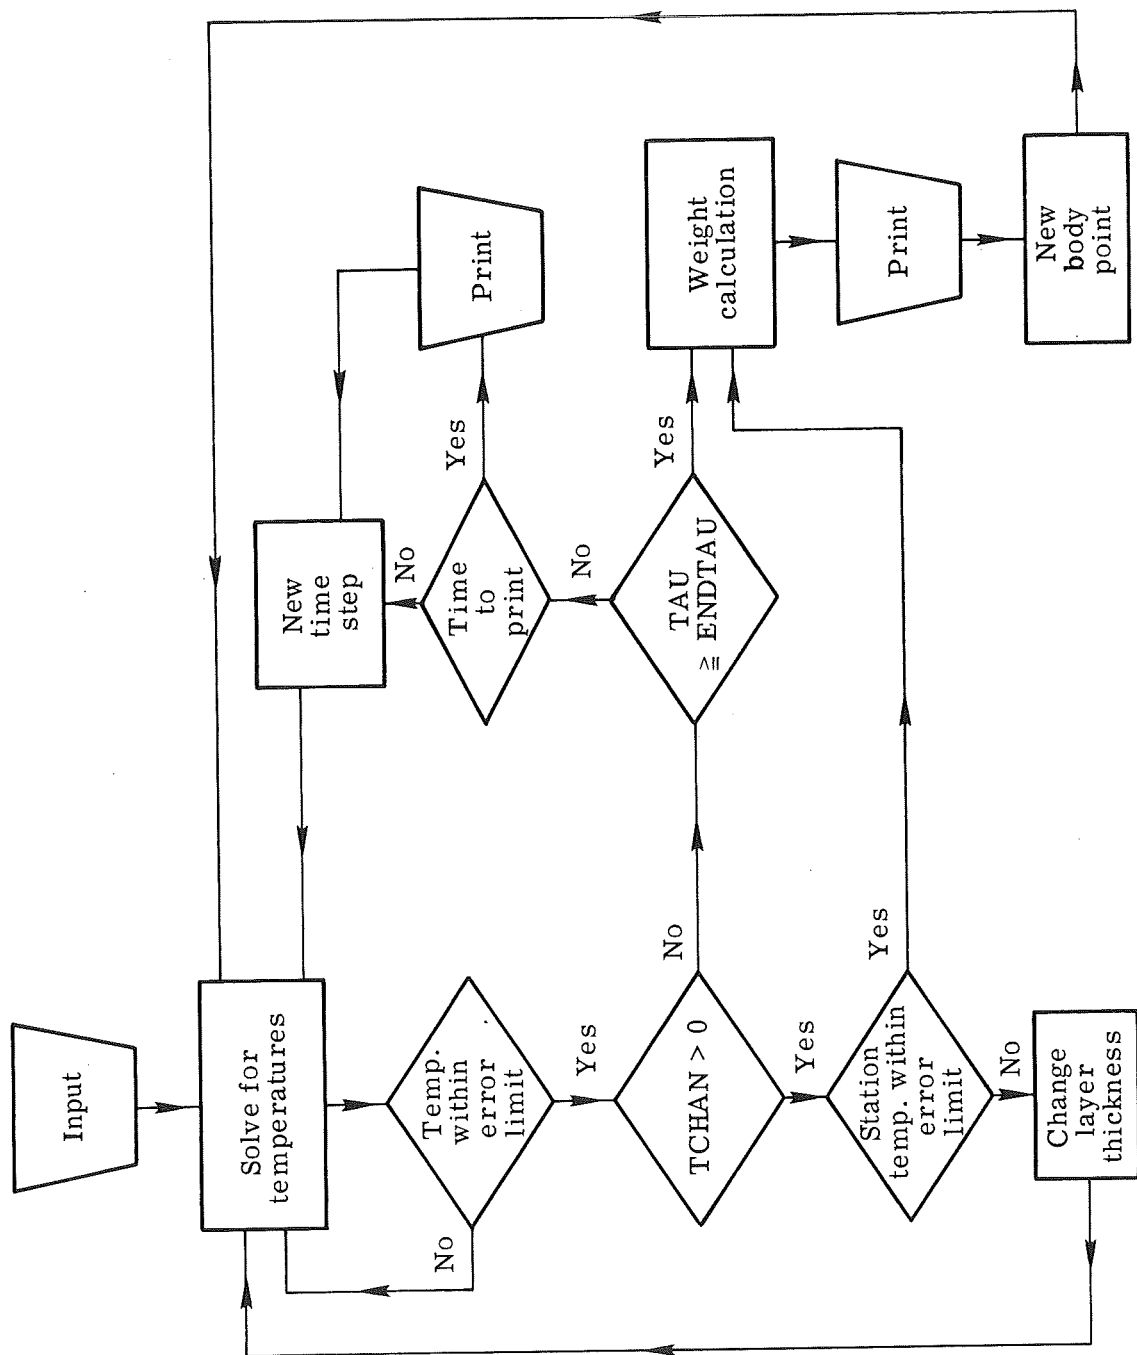 Input
Solve for
temperatures
No
Temp.
within
error
limit
Yes
TCHAN > 0
No
Yes
Station
temp. within
error
limit
Yes
No
Change
layer
thickness
New
time
step
No
Time
to
print
Yes
Print
No
TAU
≧ ENDTAU
Yes
Weight
calculation
Print
New
body
point